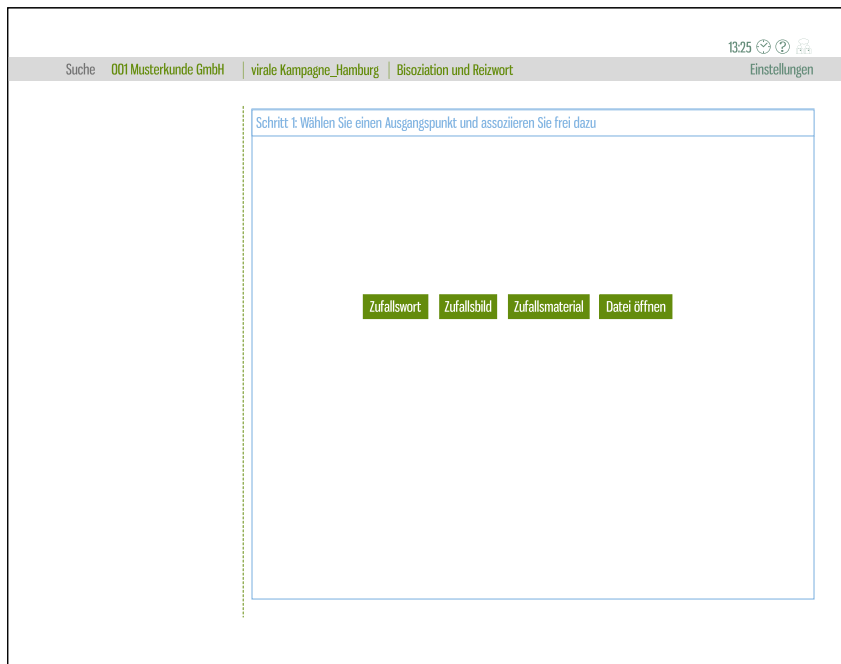 13:25
Suche 001 Musterkunde GmbH virale Kampagne_Hamburg Bisoziation und Reizwort Einstellungen
Schritt 1: Wählen Sie einen Ausgangspunkt und assoziieren Sie frei dazu
Zufallswort Zufallsbild Zufallsmaterial Datei öffnen